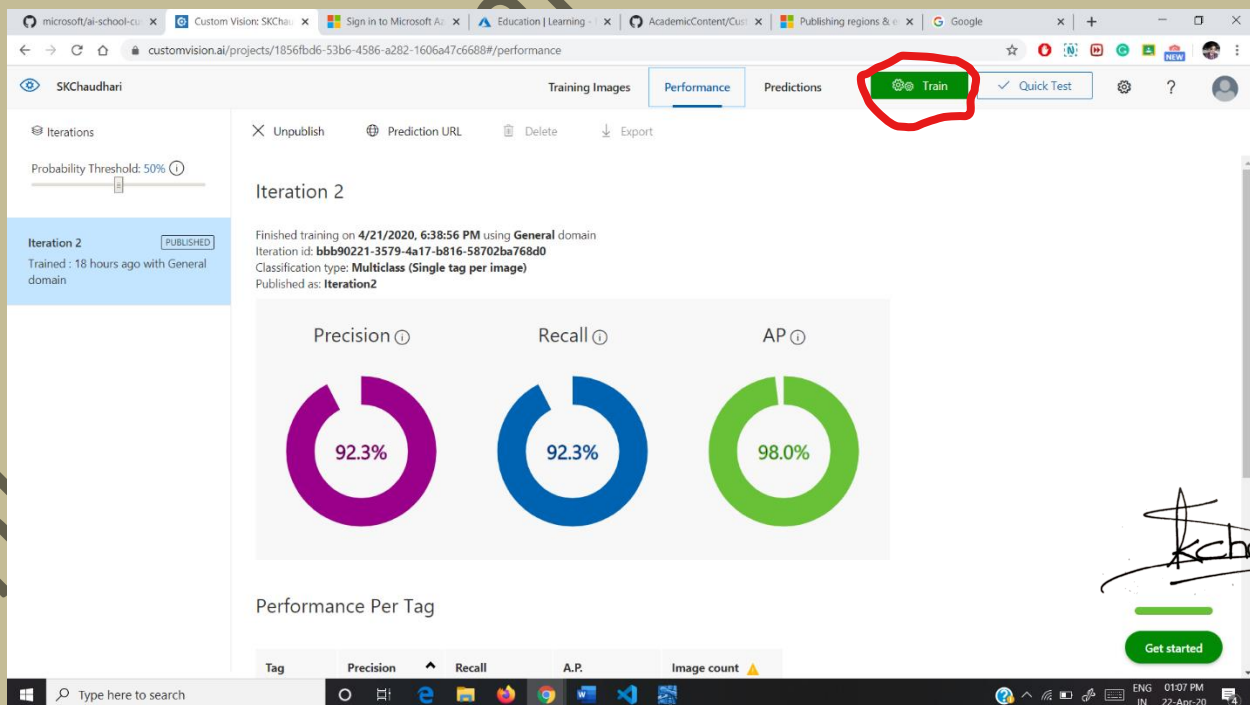 microsoft/ai-school-cu
Custom Vision: SKChau
Sign in to Microsoft Az
Education | Learning -
AcademicContent/Cust
Publishing regions & e
Google
customvision.ai/projects/1856fbd6-53b6-4586-a282-1606a47c6688#/performance
NEW
SKChaudhari
Training Images
Performance
Predictions
Train
Quick Test
?
Iterations
Unpublish
Prediction URL
Delete
Export
Probability Threshold: 50%
Iteration 2
PUBLISHED
Trained : 18 hours ago with General
domain
Iteration 2
Finished training on 4/21/2020, 6:38:56 PM using General domain
Iteration id: bbb90221-3579-4a17-b816-58702ba768d0
Classification type: Multiclass (Single tag per image)
Published as: Iteration2
Precision
Recall
AP
92.3%
92.3%
98.0%
Performance Per Tag
Get started
Tag
Precision
Recall
A.P.
Image count
Type here to search
ENG
IN
01:07 PM
22-Apr-20
4